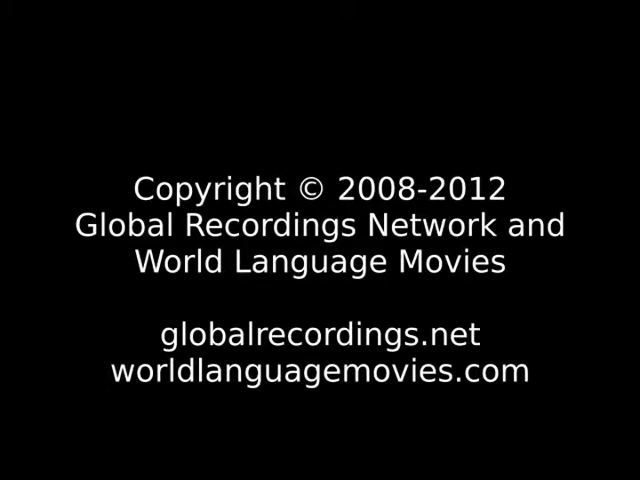 Copyright © 2008-2012
Global Recordings Network and
World Language Movies
globalrecordings.net
worldlanguagemovies.com